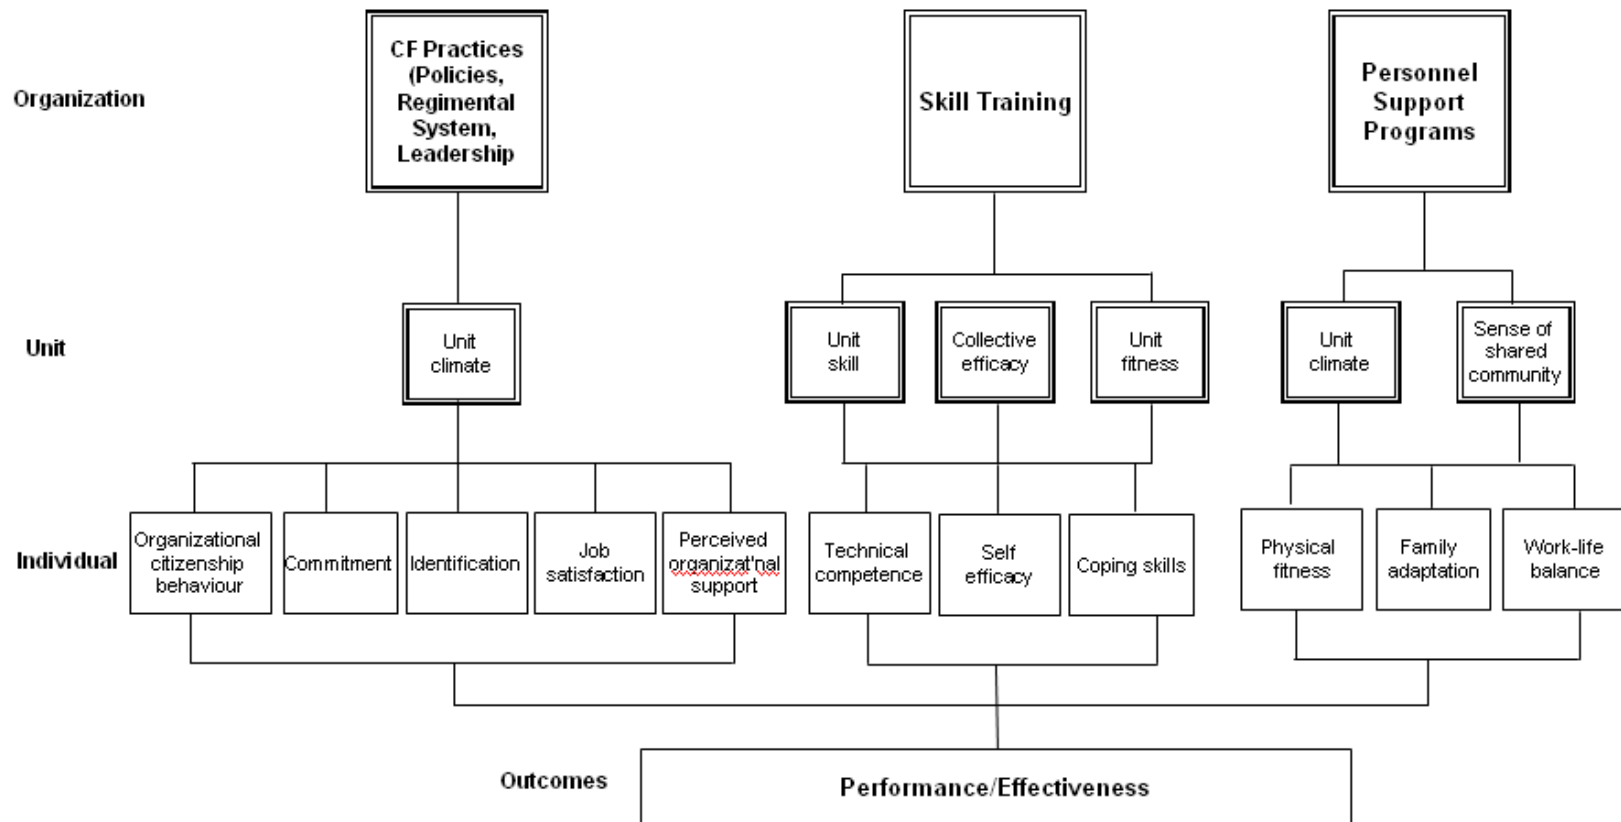 CF Practices
(Policies,
Regimental
System,
Leadership
Organization
Skill Training
Personnel
Support
Programs
Unit
Unit
climate
Unit
skill
Collective
efficacy
Unit
fitness
Unit
climate
Sense of
shared
community
Individual
Organizational
citizenship
behaviour
Commitment
Identification
Job
satisfaction
Perceived
organizat'nal
support
Technical
competence
Self
efficacy
Coping skills
Physical
fitness
Family
adaptation
Work-life
balance
Outcomes
Performance/Effectiveness